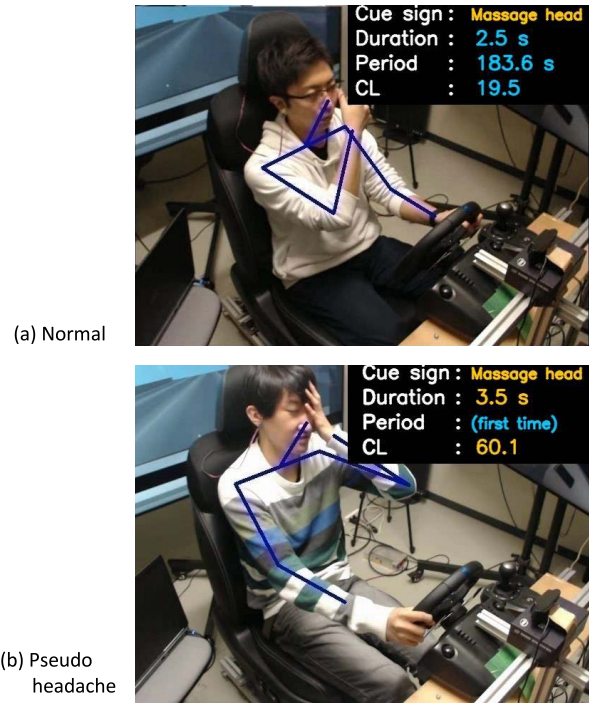 Cue sign : Massage head
Duration : 2.5 s
Period : 183.6 s
CL : 19.5
(a) Normal
Cue sign : Massage head
Duration : 3.5 s
Period : (first time)
CL : 60.1
(b) Pseudo
headache